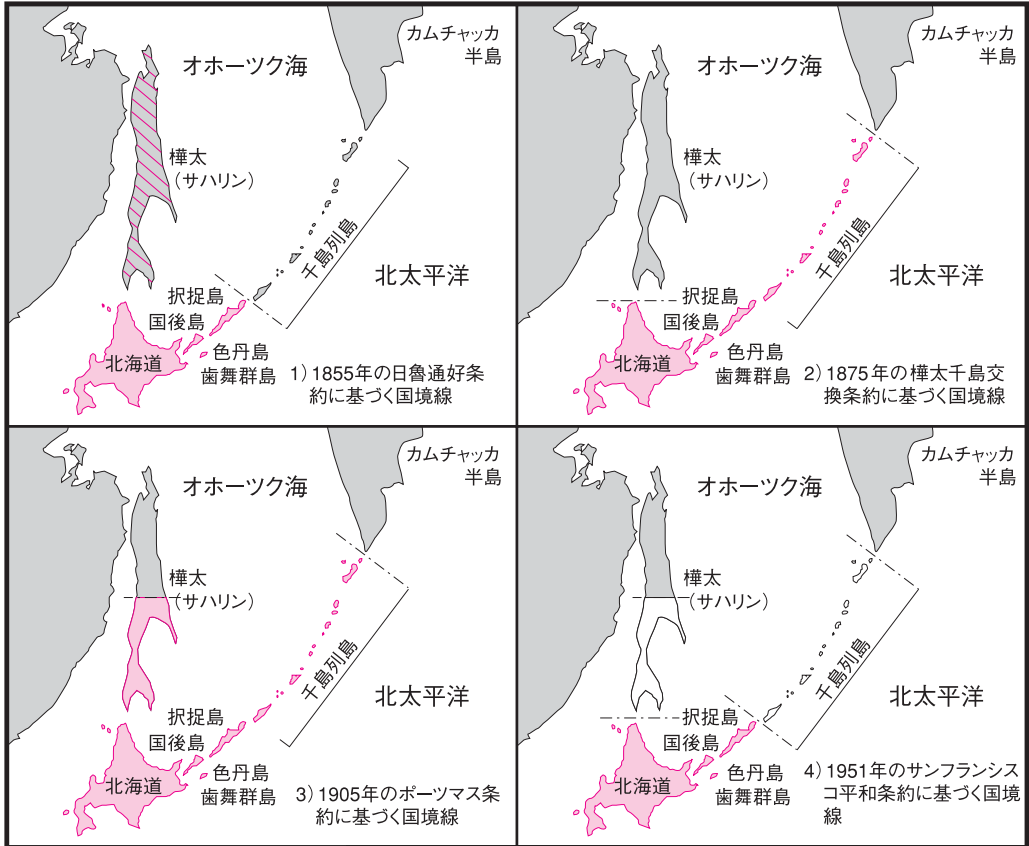 カムチャッカ
半島
オホーツク海
樺太
（サハリン）
千島列島
北太平洋
択捉島
国後島
色丹島
歯舞群島
北海道
1）1855年の日魯通好条
約に基づく国境線
カムチャッカ
半島
オホーツク海
樺太
（サハリン）
千島列島
北太平洋
択捉島
国後島
色丹島
歯舞群島
北海道
2）1875年の樺太千島交
換条約に基づく国境線
カムチャッカ
半島
オホーツク海
樺太
（サハリン）
千島列島
北太平洋
択捉島
国後島
色丹島
歯舞群島
北海道
3）1905年のポーツマス条
約に基づく国境線
カムチャッカ
半島
オホーツク海
樺太
（サハリン）
千島列島
北太平洋
択捉島
国後島
色丹島
歯舞群島
北海道
4）1951年のサンフランシス
コ平和条約に基づく国境
線